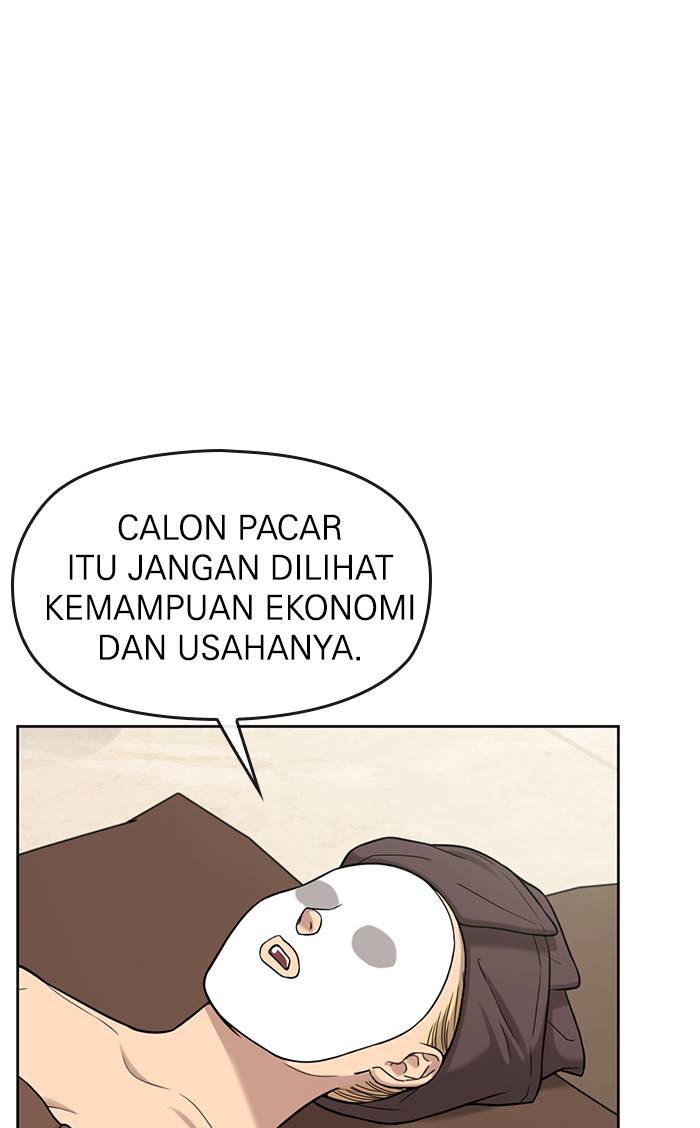 CALON PACAR
ITU JANGAN DILIHAT
KEMAMPUAN EKONOMI
DAN USAHANYA.